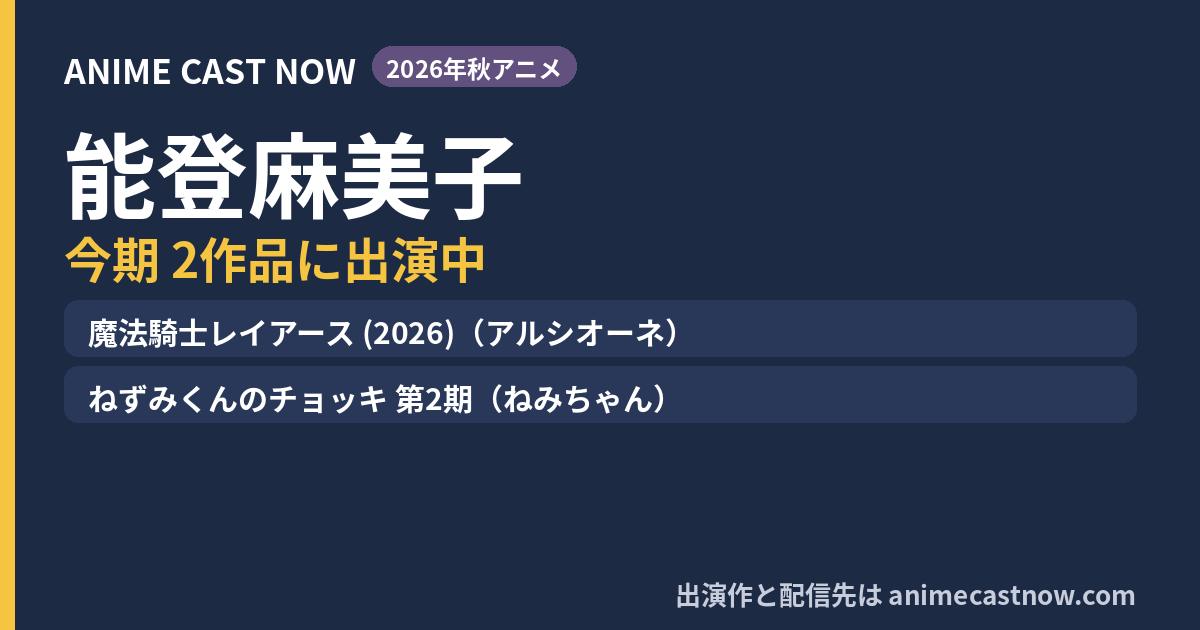 ANIME CAST NOW 2026年秋アニメ
能登麻美子
今期 2作品に出演中
魔法騎士レイアース (2026)（アルシオーネ）
ねずみくんのチョッキ 第2期（ねみちゃん）
出演作と配信先は animecastnow.com